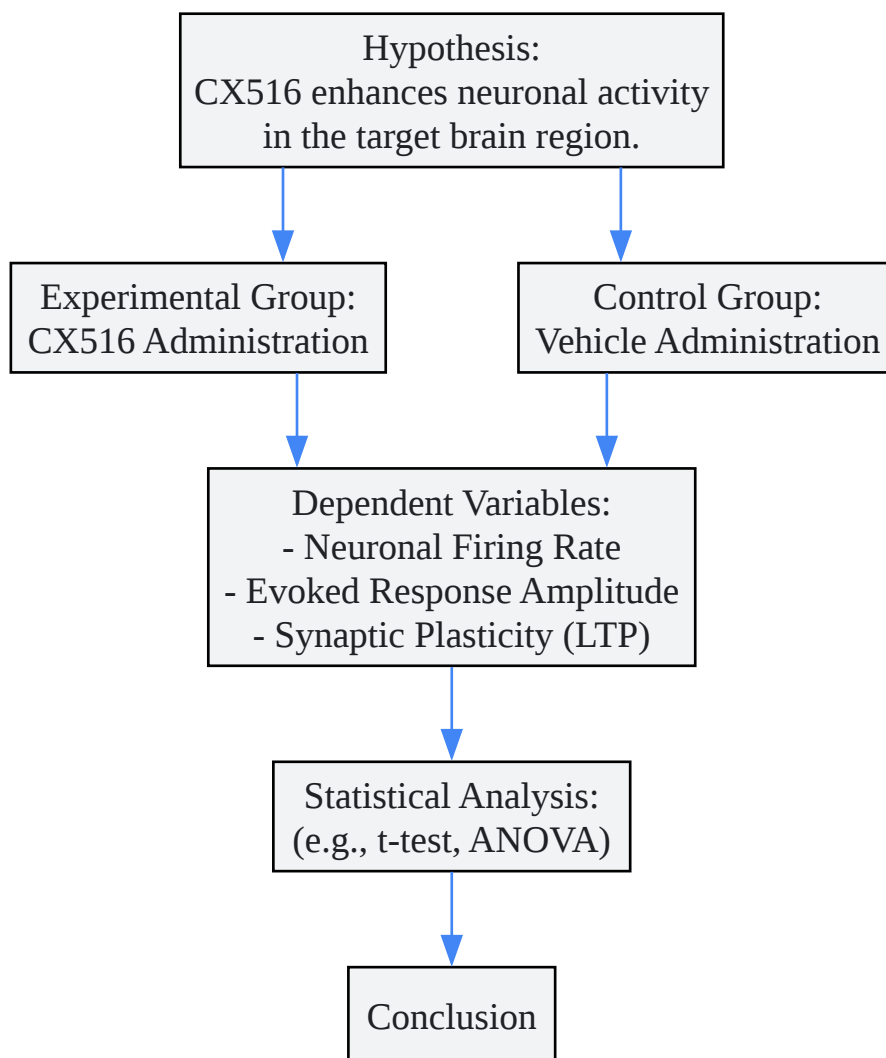 Hypothesis:
CX516 enhances neuronal activity
in the target brain region.
Experimental Group:
CX516 Administration
Control Group:
Vehicle Administration
Dependent Variables:
- Neuronal Firing Rate
- Evoked Response Amplitude
- Synaptic Plasticity (LTP)
Statistical Analysis:
(e.g., t-test, ANOVA)
Conclusion